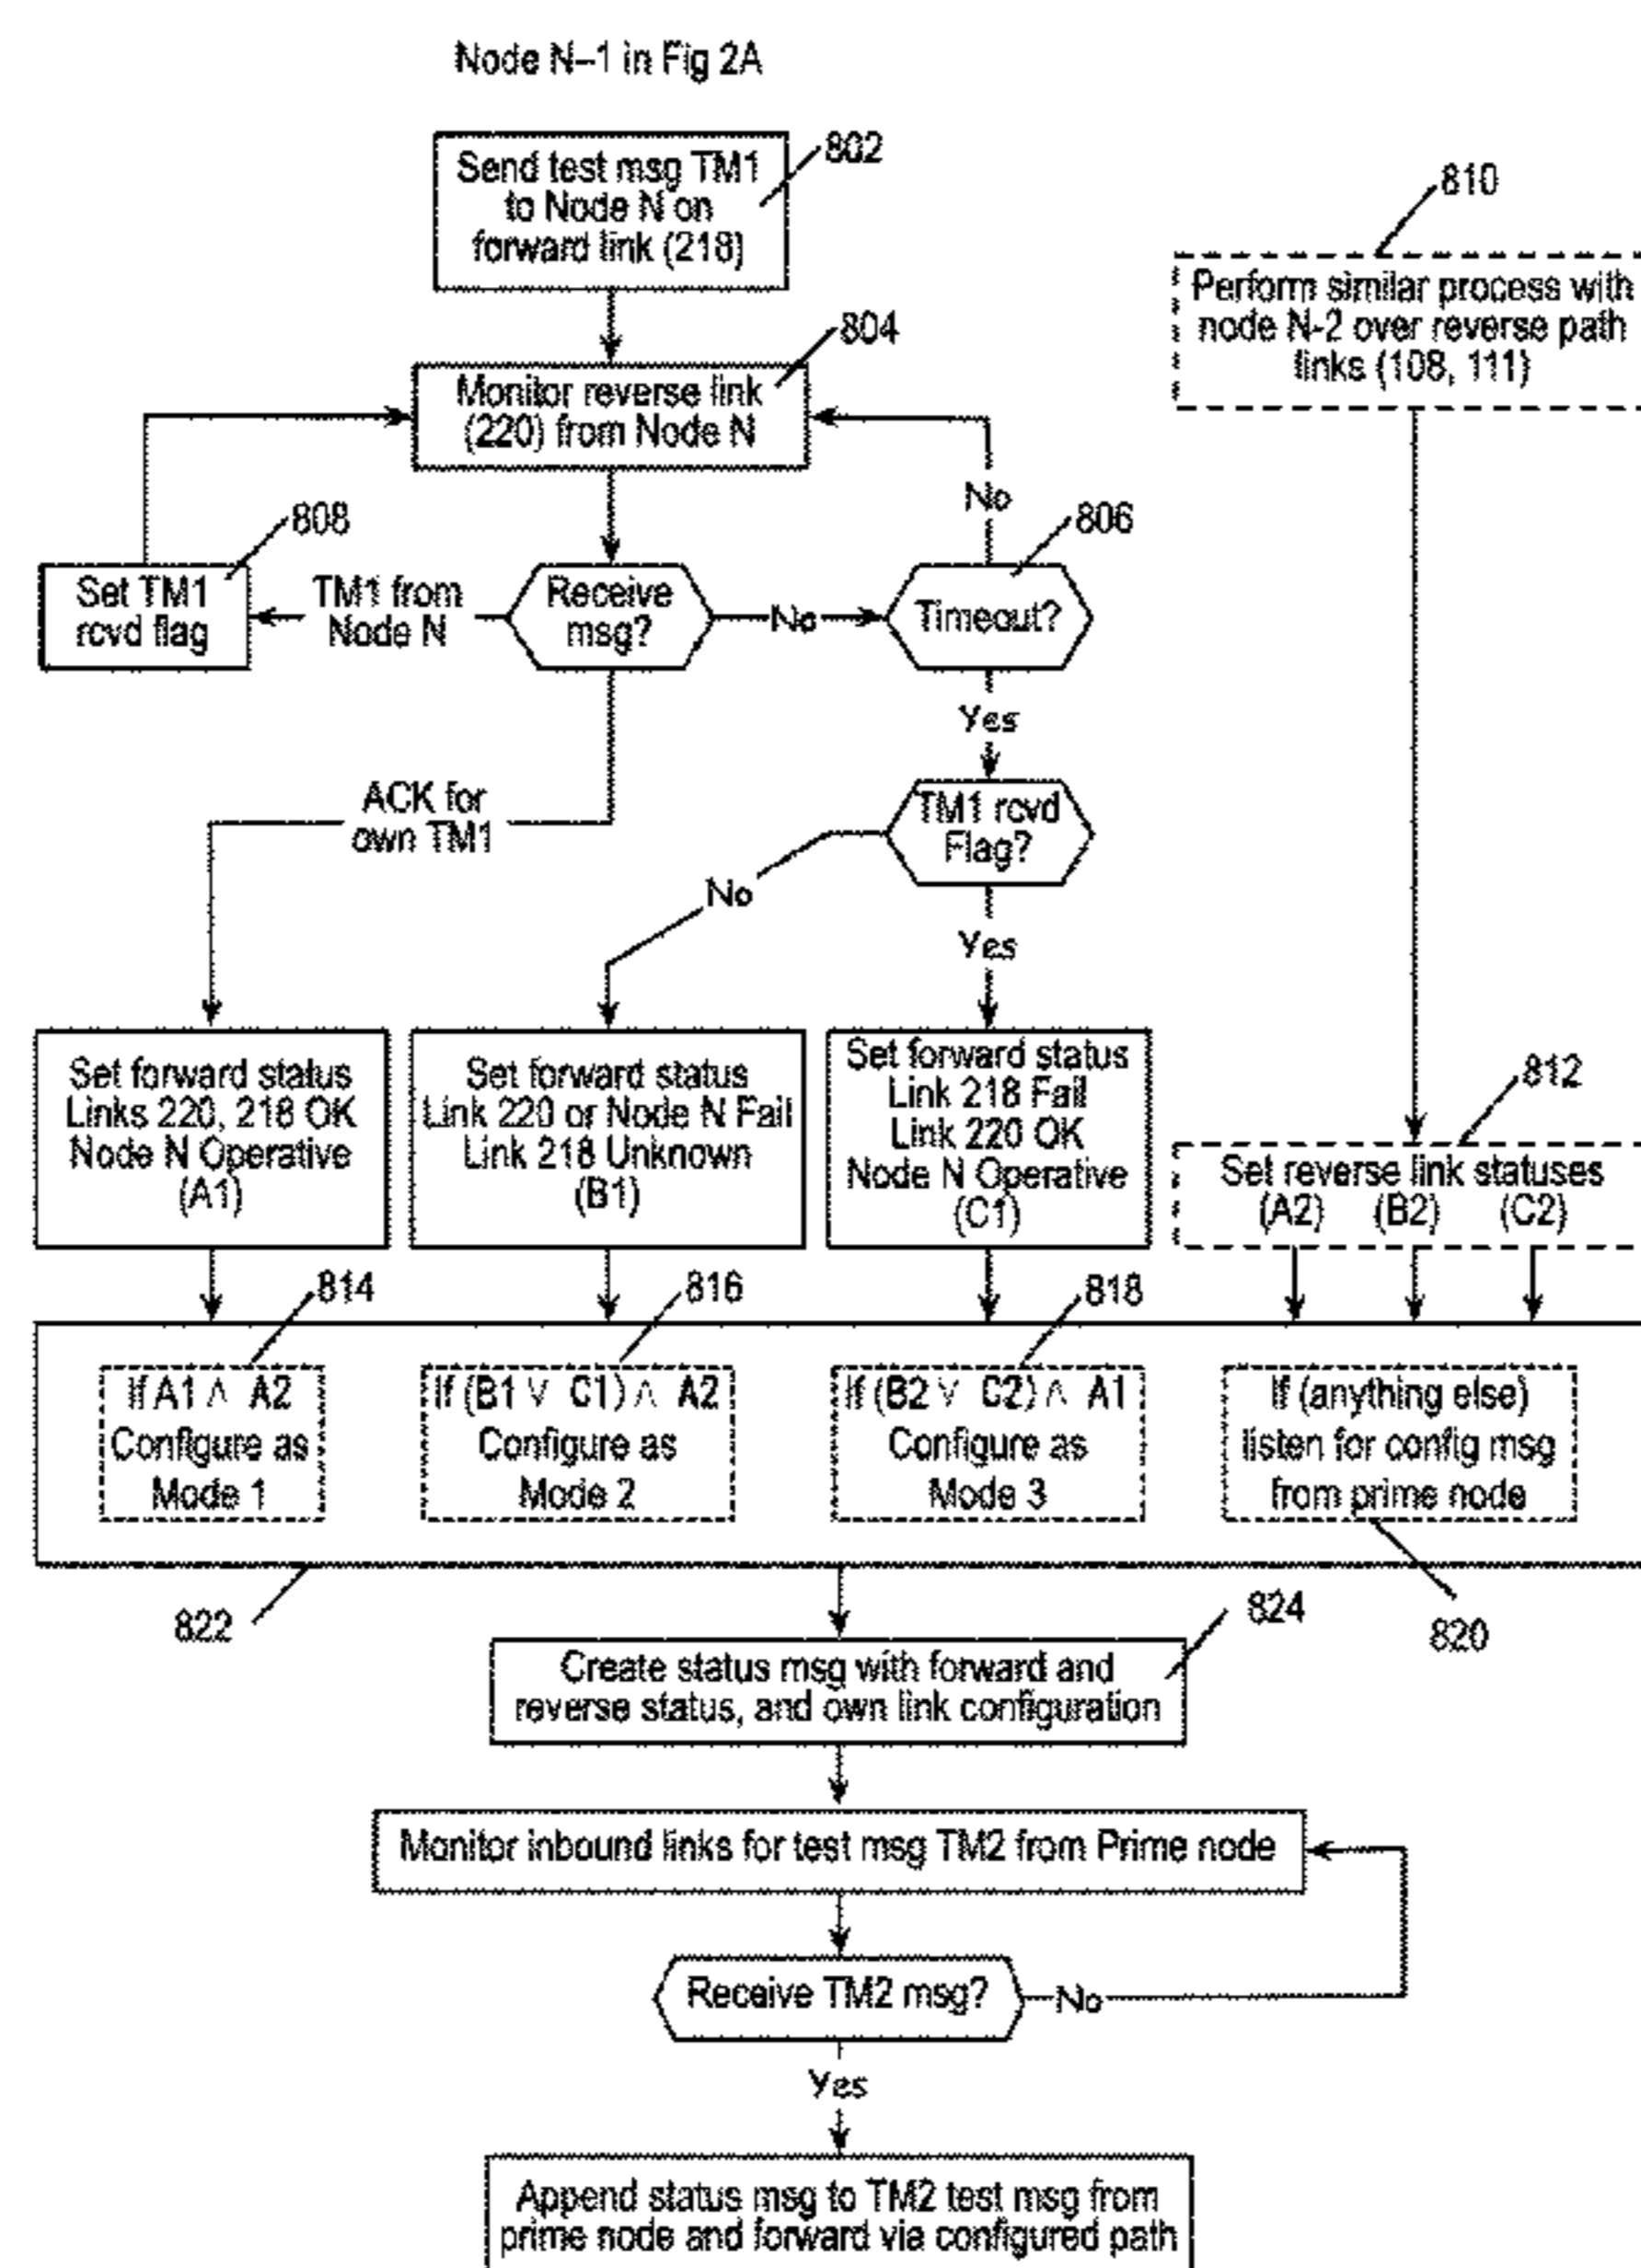 Node N–1 in Fig 2A
802
Send test msg TM1
to Node N on
forward link (218)
810
Perform similar process with
node N-2 over reverse path
links (108, 111)
804
Monitor reverse link
(220) from Node N
No
808
806
Set TM1
rcvd flag
TM1 from
Node N
Receive
msg?
No
Timeout?
Yes
ACK for
own TM1
TM1 rcvd
Flag?
No
Yes
Set forward status
Links 220, 218 OK
Node N Operative
(A1)
Set forward status
Link 220 or Node N Fail
Link 218 Unknown
(B1)
Set forward status
Link 218 Fail
Link 220 OK
Node N Operative
(C1)
812
Set reverse link statuses
(A2) (B2) (C2)
814
816
818
If A1 ∧ A2
Configure as
Mode 1
If (B1 ∨ C1) ∧ A2
Configure as
Mode 2
If (B2 ∨ C2) ∧ A1
Configure as
Mode 3
If (anything else)
listen for config msg
from prime node
822
824
820
Create status msg with forward and
reverse status, and own link configuration
Monitor inbound links for test msg TM2 from Prime node
Receive TM2 msg?
No
Yes
Append status msg to TM2 test msg from
prime node and forward via configured path